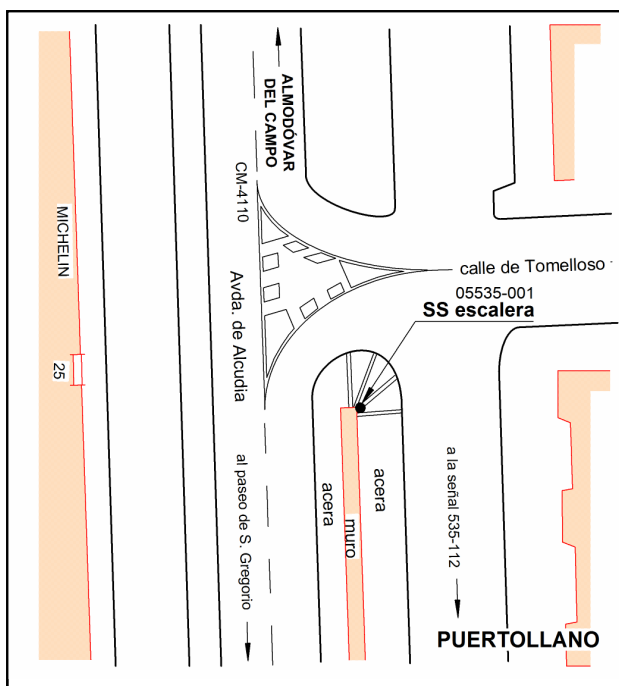 ALMODÓVAR
DEL CAMPO
CM-4110
MICHELIN
Avda. de Alcudia
calle de Tomelloso
05535-001
SS escalera
25
al paseo de S. Gregorio
acera
muro
acera
a la señal 535-112
PUERTOLLANO